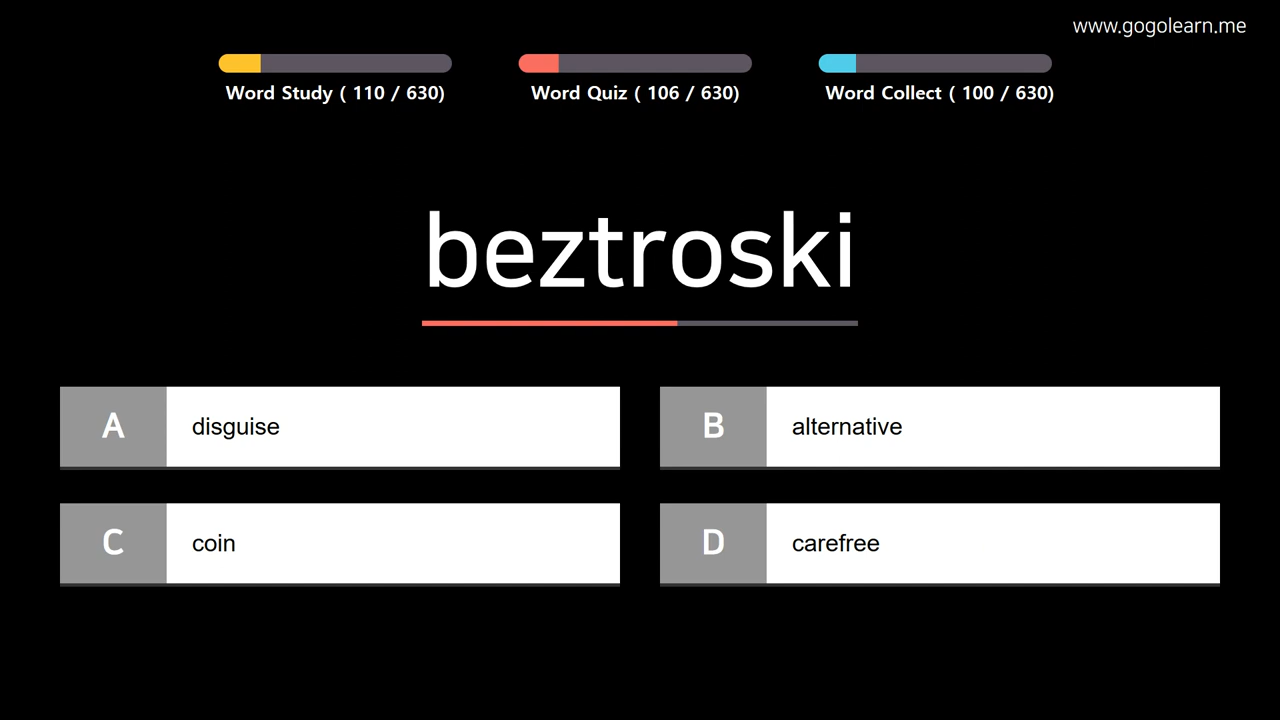 www.gogolearn.me
Word Study ( 110 / 630)
Word Quiz ( 106 / 630)
Word Collect ( 100 / 630)
beztroski
A disguise
B alternative
C coin
D carefree